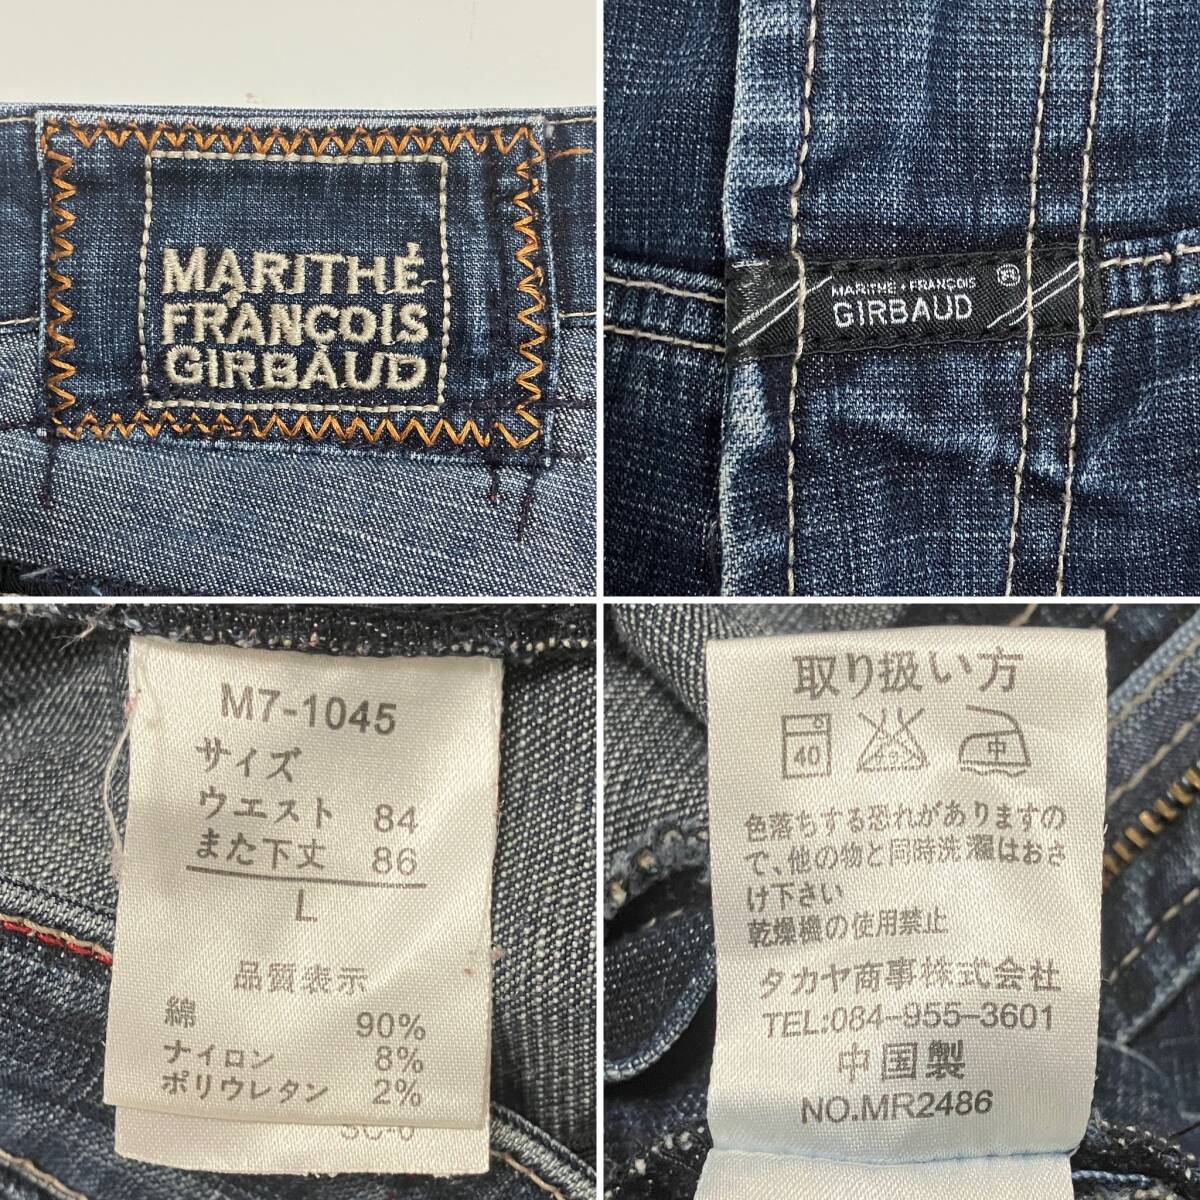 MARITHÉ
FRANÇOIS
GIRBAUD
MARITHE + FRANÇOIS
GIRBAUD
®
M7-1045
サイズ
ウエスト 84
また下丈 86
L
品質表示
綿 90%
ナイロン 8%
ポリウレタン 2%
取り扱い方
40
エンソ
中
色落ちする恐れがありますの
で、他の物と同時洗濯はおさ
け下さい
乾燥機の使用禁止
タカヤ商事株式会社
TEL:084-955-3601
中国製
NO.MR2486